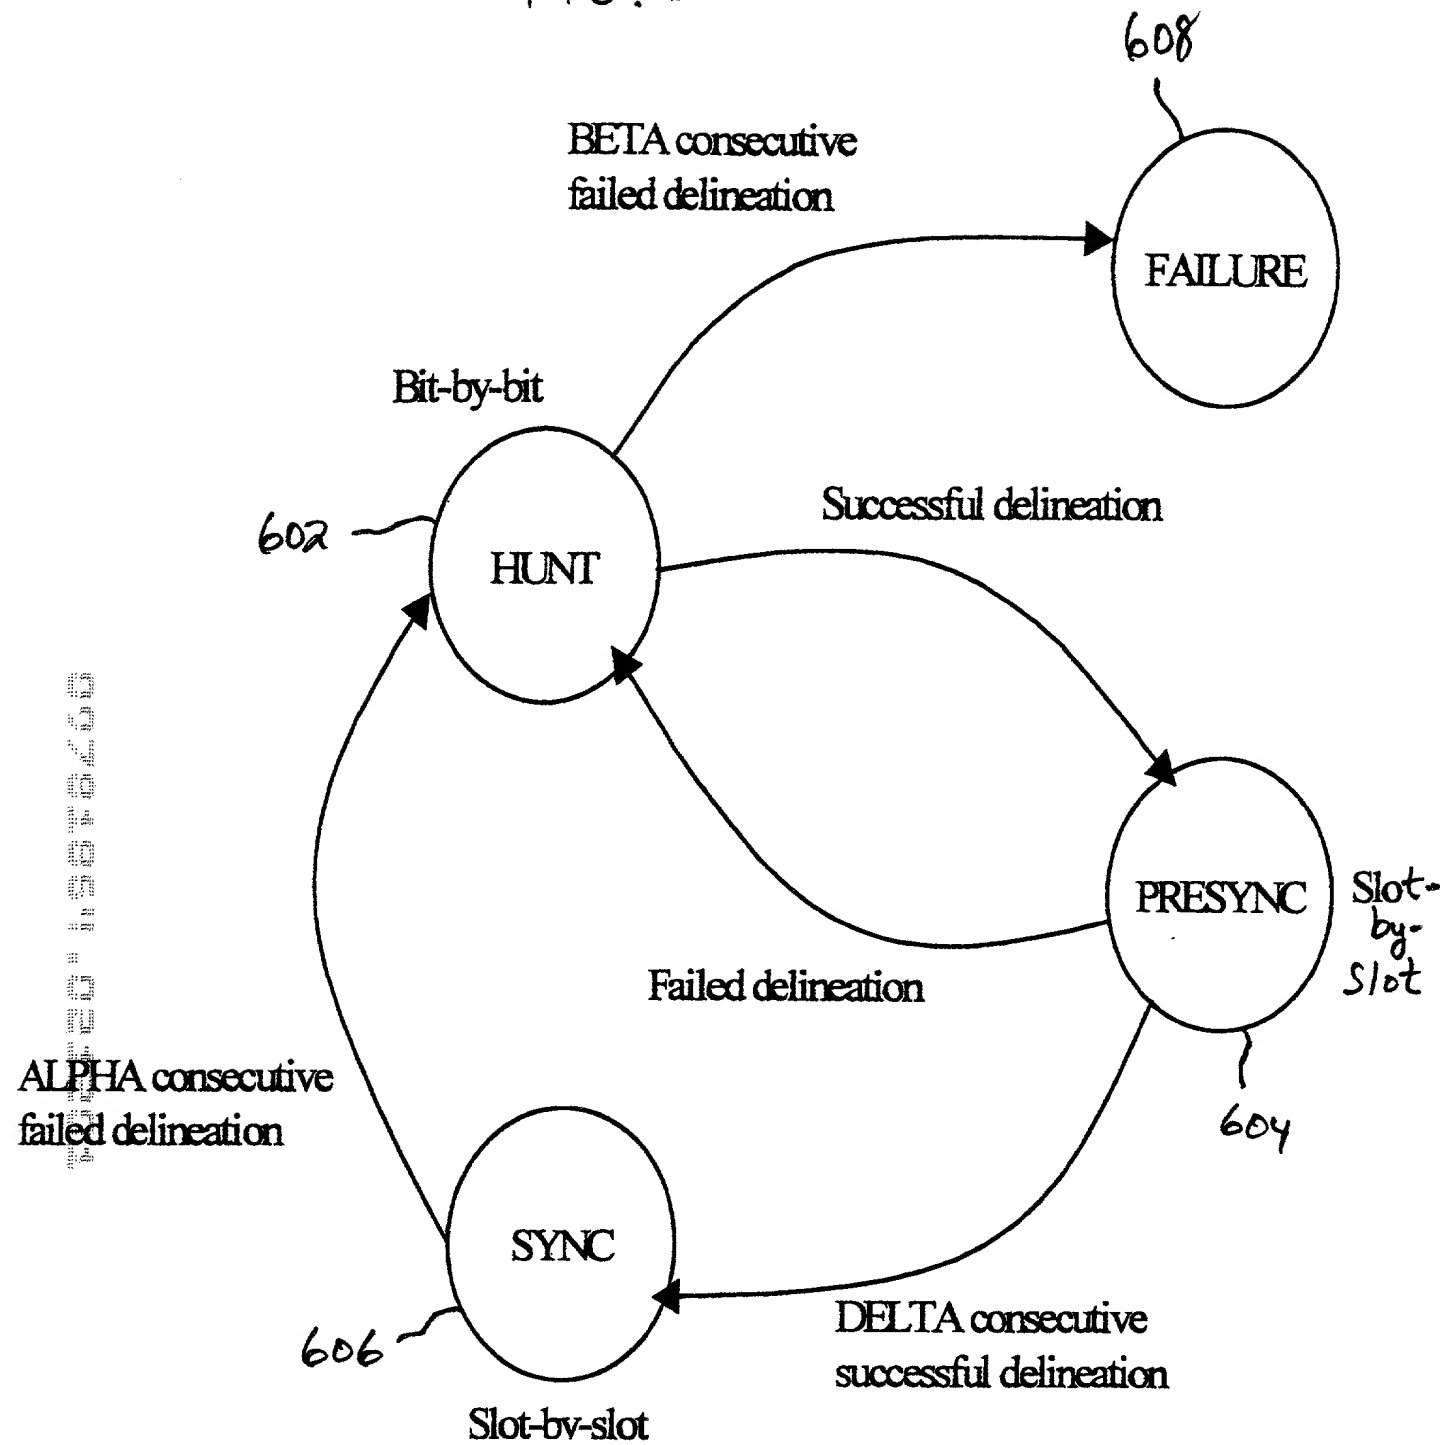 608
BETA consecutive
failed delineation
FAILURE
Bit-by-bit
Successful delineation
602
HUNT
PRESYNC
Slot-
by-
Slot
Failed delineation
ALPHA consecutive
failed delineation
604
SYNC
606
DELTA consecutive
successful delineation
Slot-by-slot